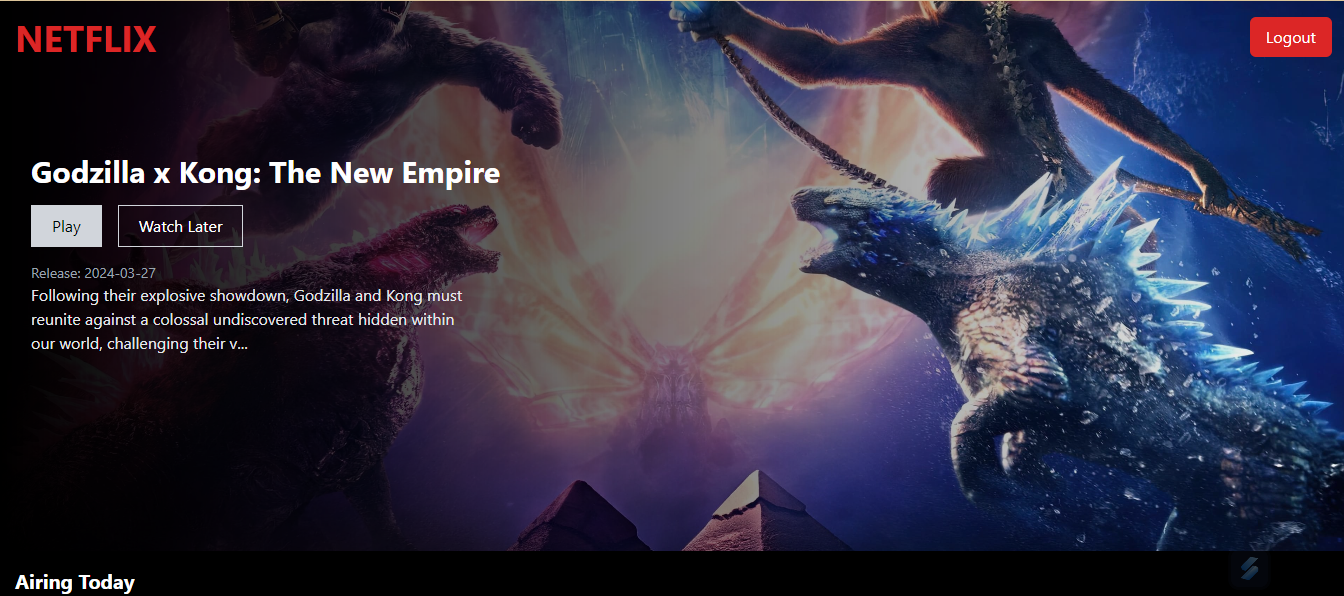 NETFLIX
Logout
Godzilla x Kong: The New Empire
Play
Watch Later
Release: 2024-03-27
Following their explosive showdown, Godzilla and Kong must
reunite against a colossal undiscovered threat hidden within
our world, challenging their v...
Airing Today